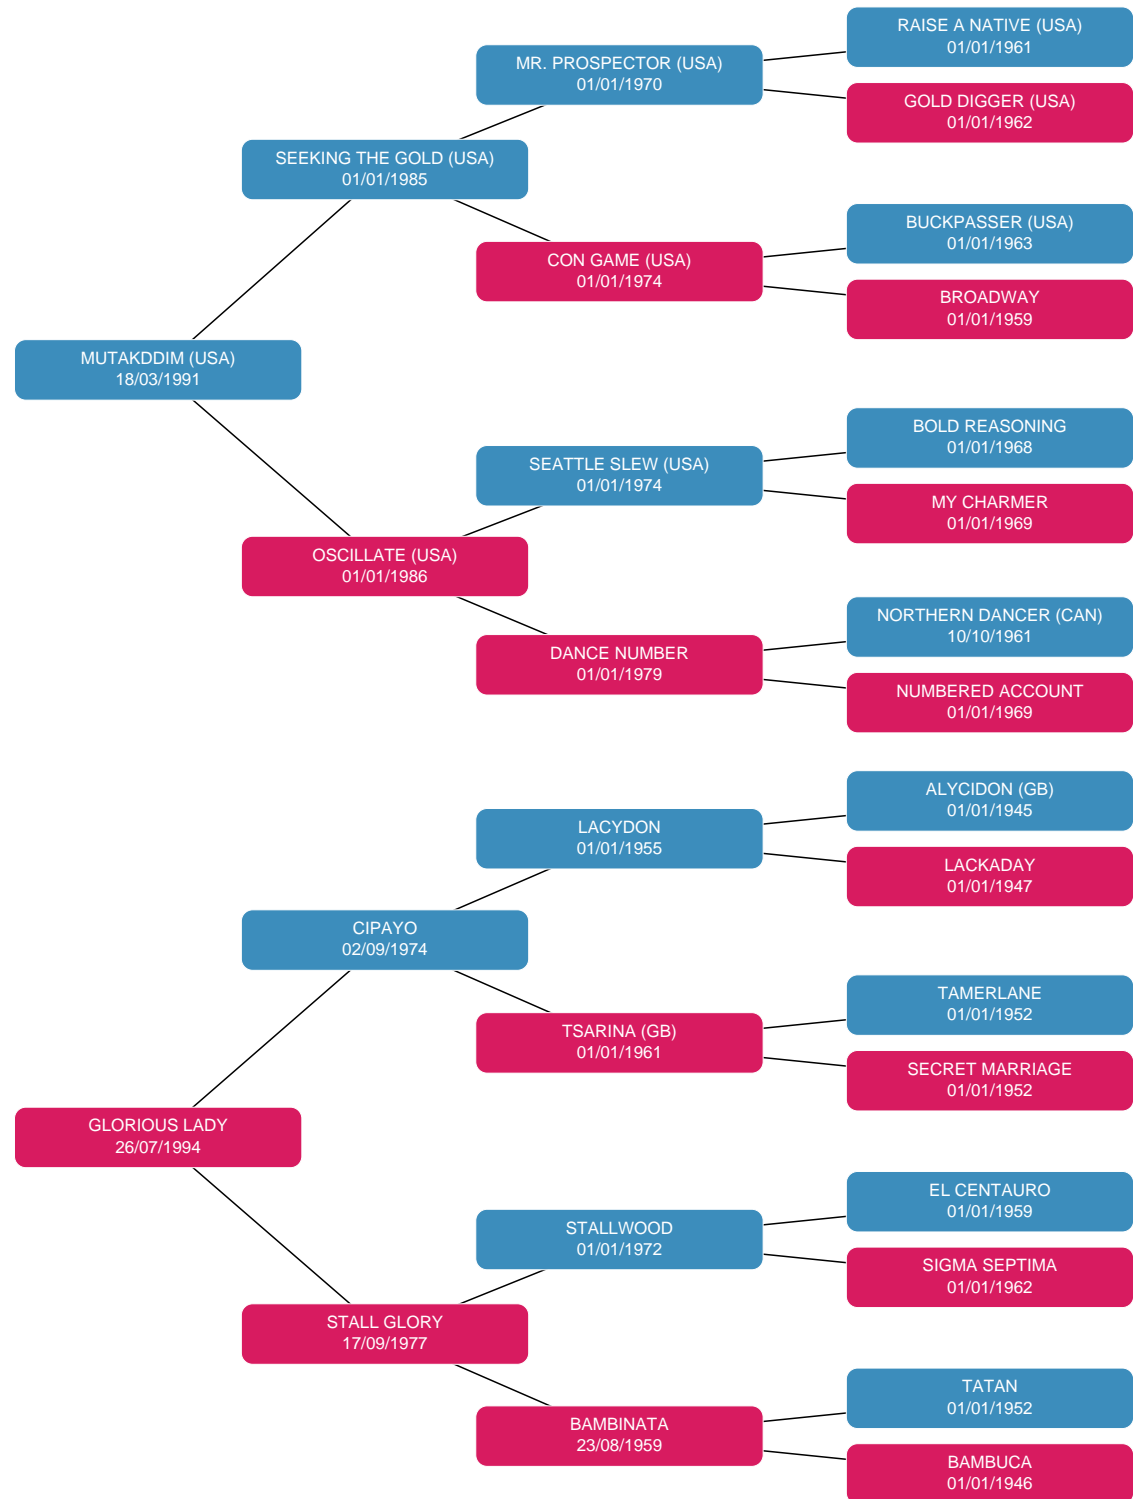 RAISE A NATIVE (USA)
01/01/1961
MR. PROSPECTOR (USA)
01/01/1970
GOLD DIGGER (USA)
01/01/1962
SEEKING THE GOLD (USA)
01/01/1985
BUCKPASSER (USA)
01/01/1963
CON GAME (USA)
01/01/1974
BROADWAY
01/01/1959
MUTAKDDIM (USA)
18/03/1991
BOLD REASONING
01/01/1968
SEATTLE SLEW (USA)
01/01/1974
MY CHARMER
01/01/1969
OSCILLATE (USA)
01/01/1986
NORTHERN DANCER (CAN)
10/10/1961
DANCE NUMBER
01/01/1979
NUMBERED ACCOUNT
01/01/1969
ALYCIDON (GB)
01/01/1945
LACYDON
01/01/1955
LACKADAY
01/01/1947
CIPAYO
02/09/1974
TAMERLANE
01/01/1952
TSARINA (GB)
01/01/1961
SECRET MARRIAGE
01/01/1952
GLORIOUS LADY
26/07/1994
EL CENTAURO
01/01/1959
STALLWOOD
01/01/1972
SIGMA SEPTIMA
01/01/1962
STALL GLORY
17/09/1977
TATAN
01/01/1952
BAMBINATA
23/08/1959
BAMBUCA
01/01/1946